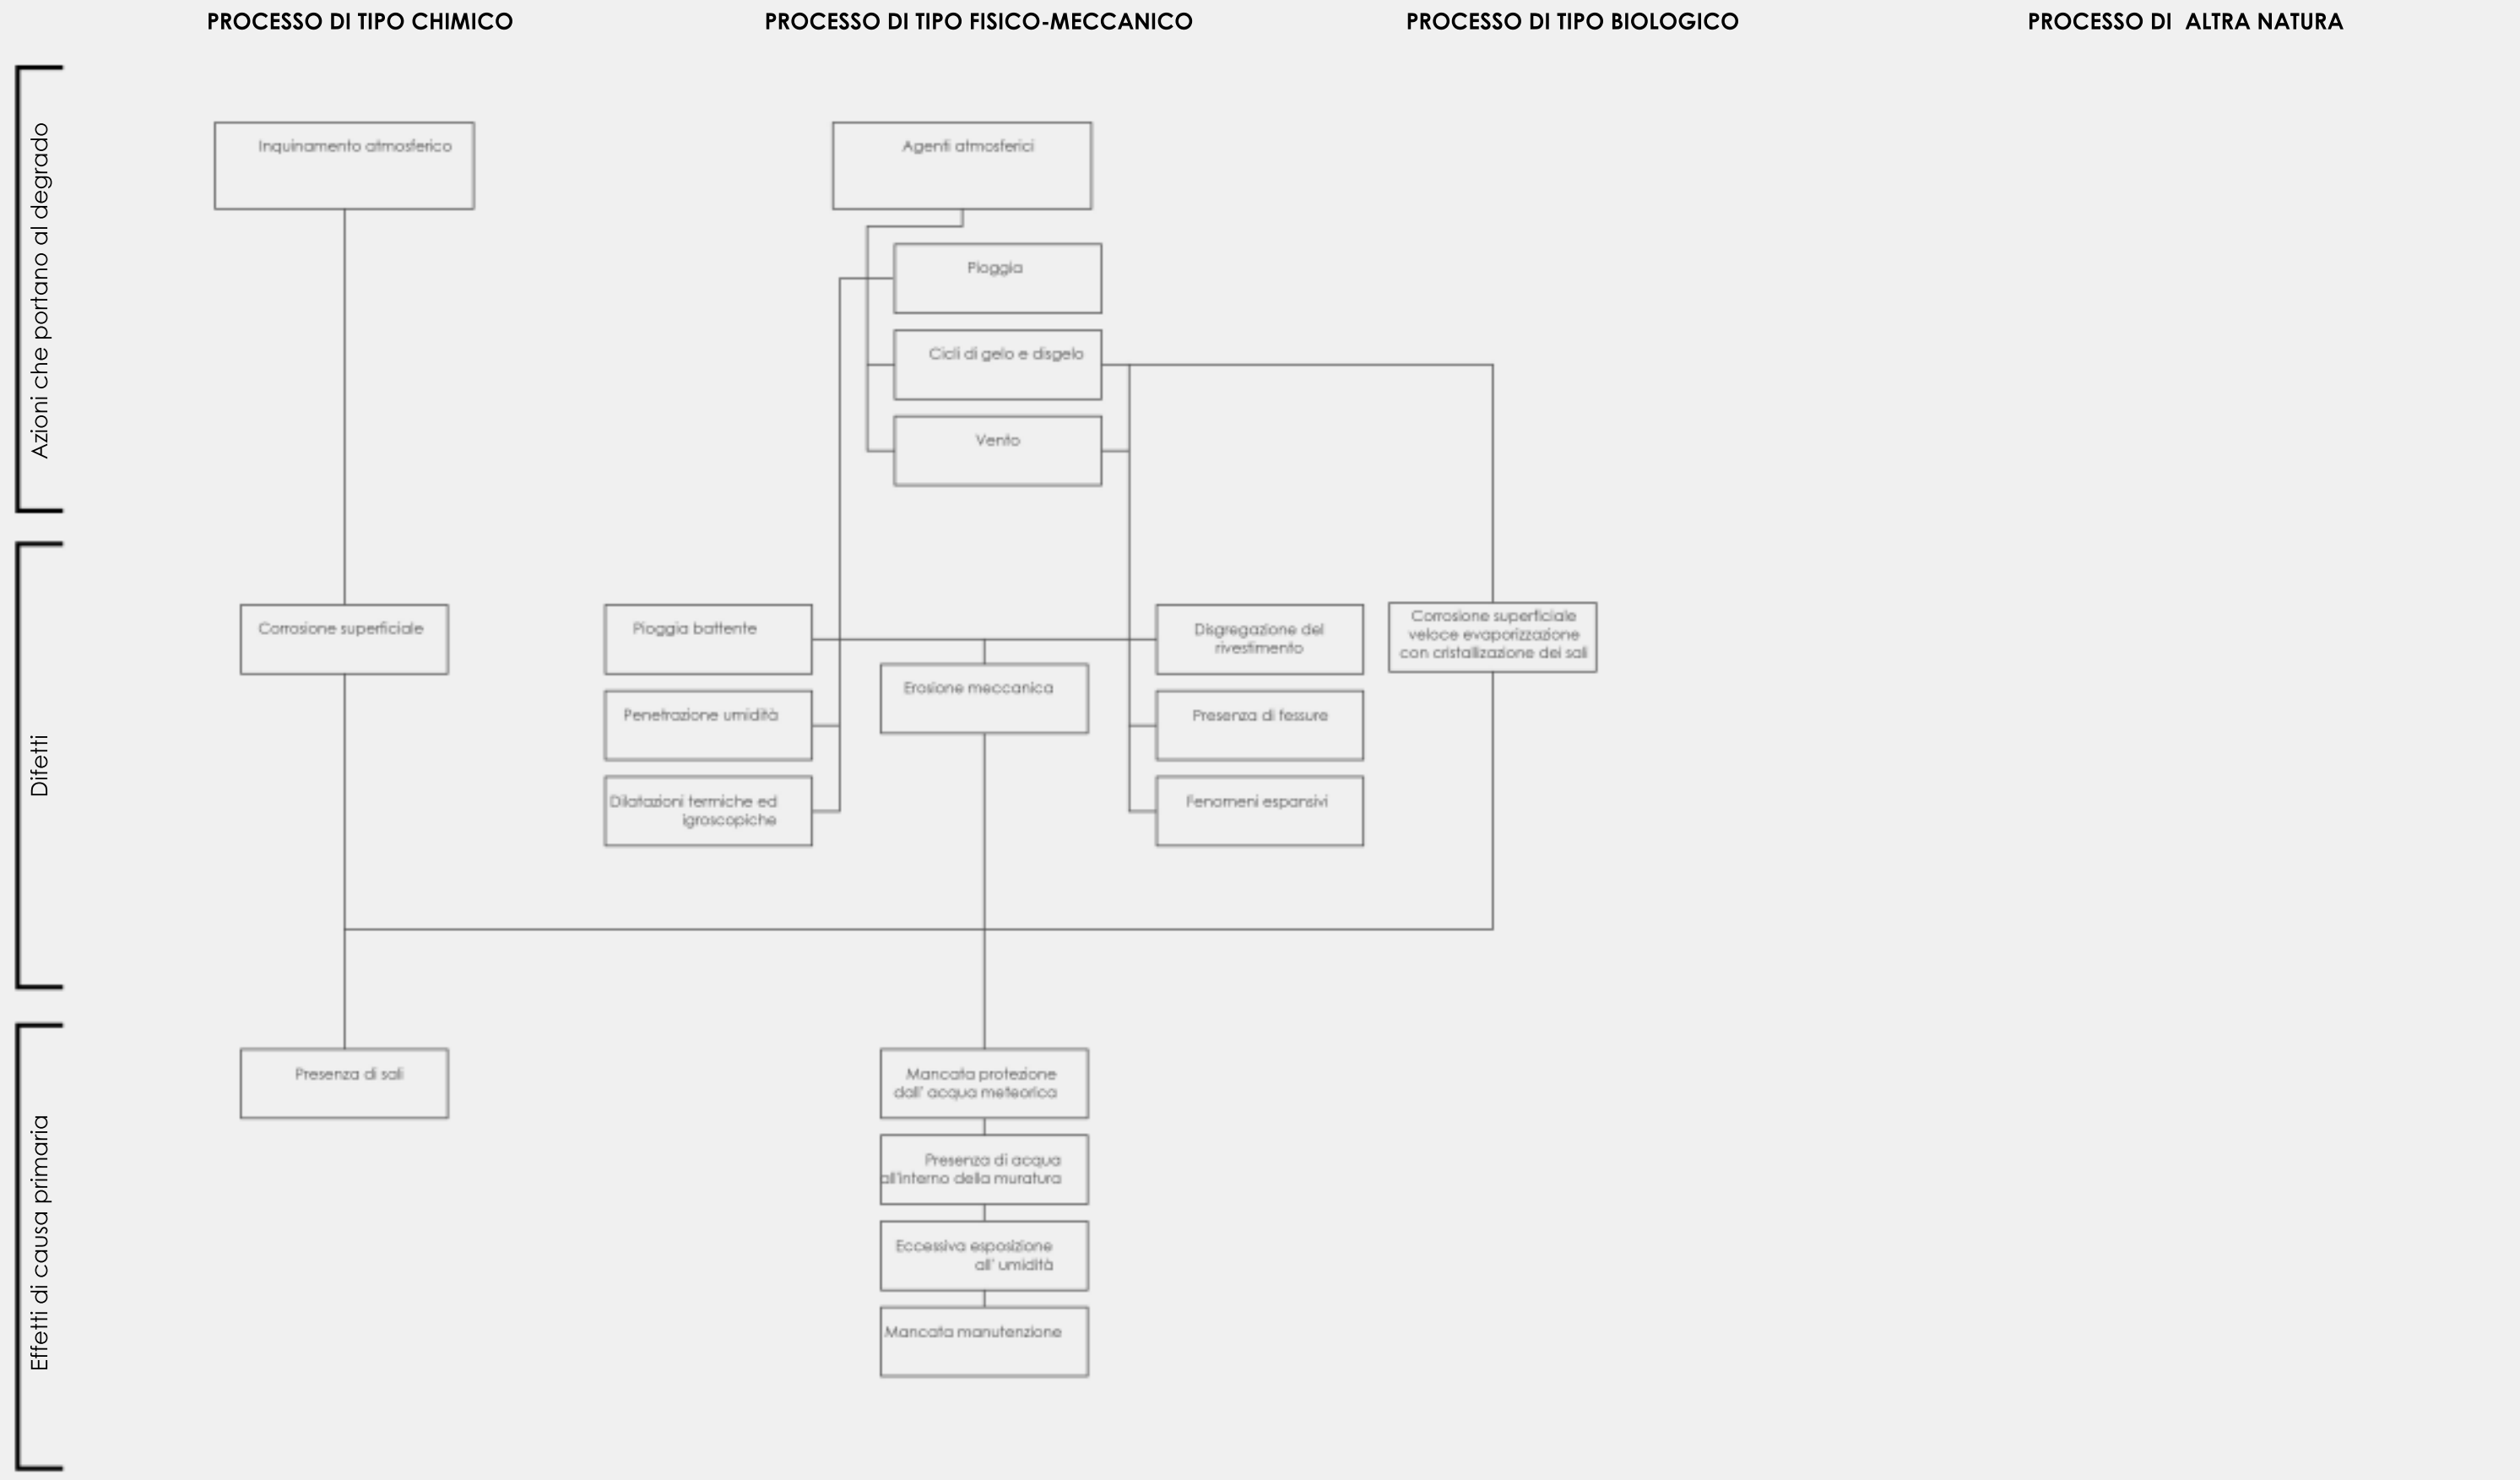 PROCESSO DI TIPO CHIMICO
PROCESSO DI TIPO FISICO-MECCANICO
PROCESSO DI TIPO BIOLOGICO
PROCESSO DI ALTRA NATURA
Azioni che portano al degrado
Inquinamento atmosferico
Agenti atmosferici
Pioggia
Cicli di gelo e disgelo
Vento
Difetti
Corrosione superficiale
Pioggia battente
Penetrazione umidità
Dilatazioni termiche ed
igroscopiche
Erosione meccanica
Disgregazione del
rivestimento
Presenza di fessure
Fenomeni espansivi
Corrosione superficiale
veloce evaporizzazione
con cristallizazione dei sali
Effetti di causa primaria
Presenza di sali
Mancata protezione
dall' acqua meteorica
Presenza di acqua
all'interno della muratura
Eccessiva esposizione
all' umidità
Mancata manutenzione